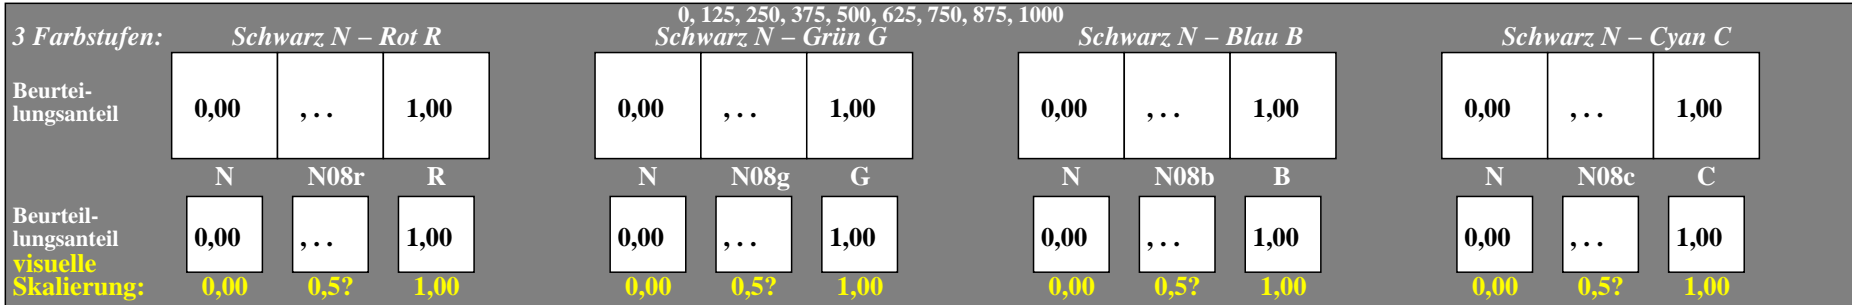 0, 125, 250, 375, 500, 625, 750, 875, 1000
3 Farbstufen: Schwarz N – Rot R Schwarz N – Grün G Schwarz N – Blau B Schwarz N – Cyan C
Beurtei-
lungsanteil
0,00 , . . 1,00 0,00 , . . 1,00 0,00 , . . 1,00 0,00 , . . 1,00
N N08r R N N08g G N N08b B N N08c C
Beurteil-
lungsanteil 0,00 , . . 1,00 0,00 , . . 1,00 0,00 , . . 1,00 0,00 , . . 1,00
visuelle
Skalierung: 0,00 0,5? 1,00 0,00 0,5? 1,00 0,00 0,5? 1,00 0,00 0,5? 1,00